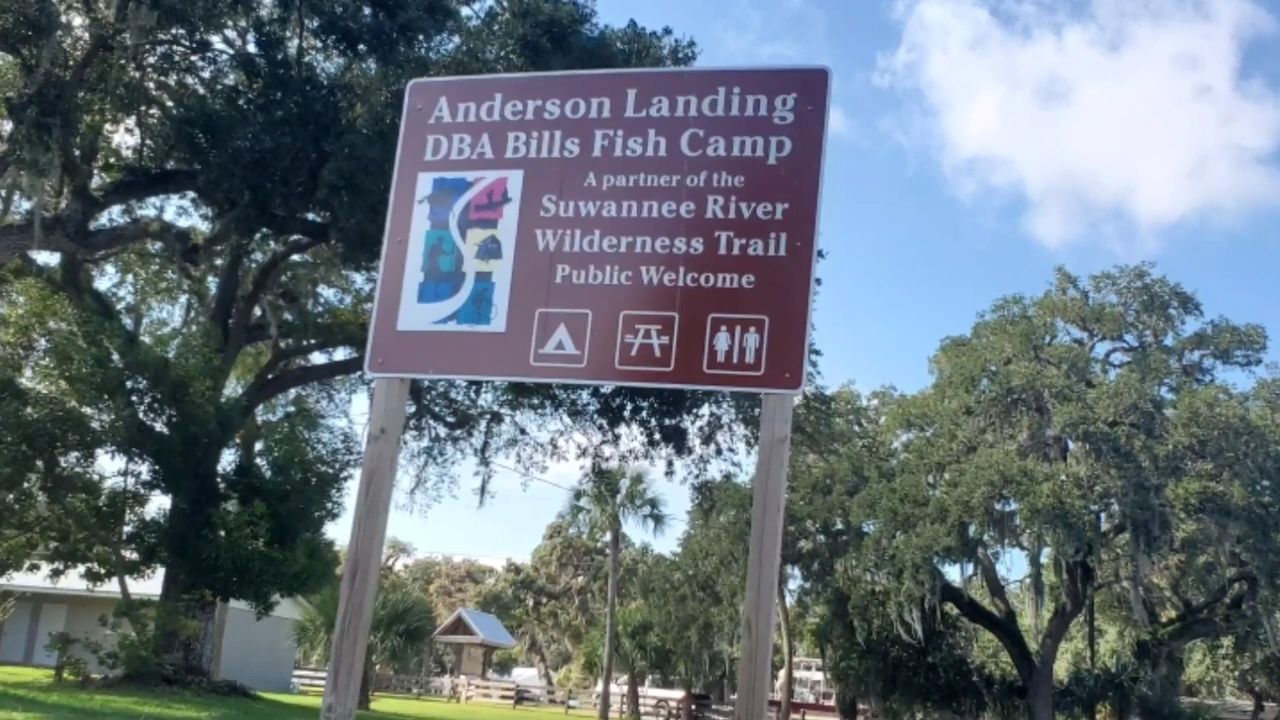 Anderson Landing
DBA Bills Fish Camp
A partner of the
Suwannee River
Wilderness Trail
Public Welcome